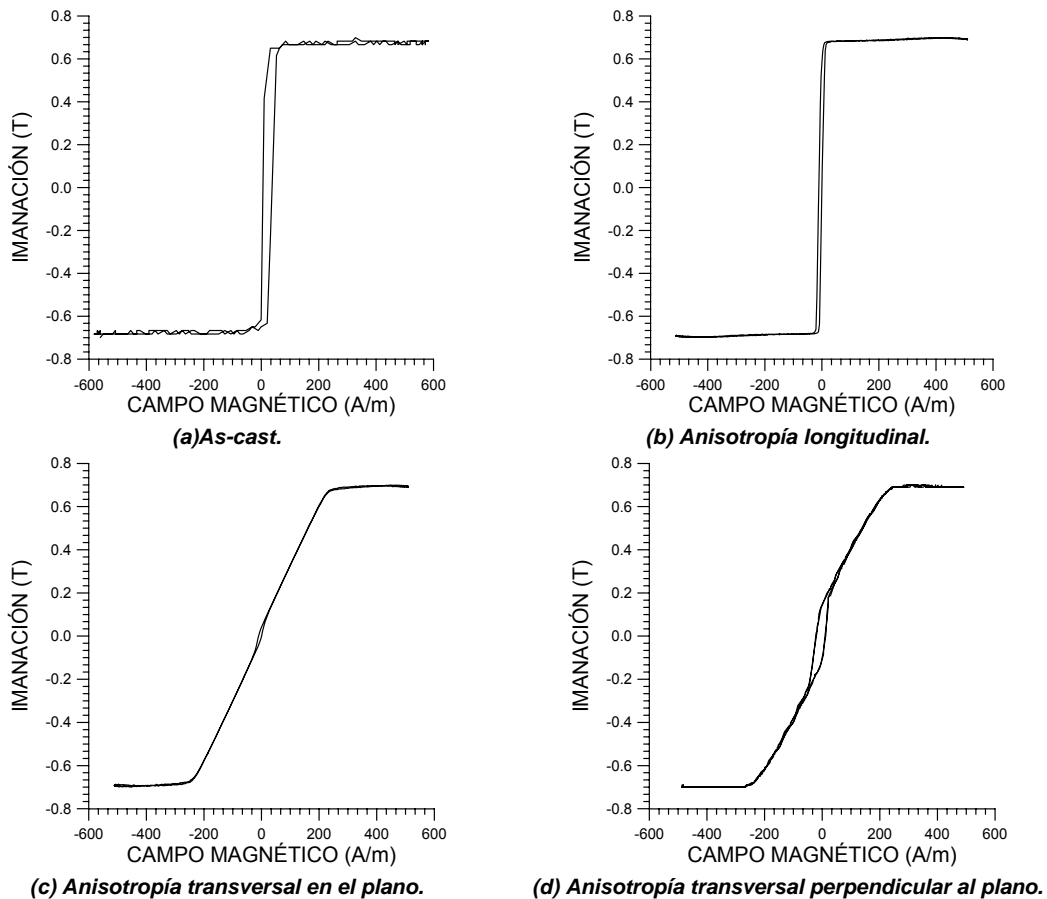 0.8
0.6
0.4
0.2
0.0
-0.2
-0.4
-0.6
-0.8
IMANACIÓN (T)
-600 -400 -200 0 200 400 600
CAMPO MAGNÉTICO (A/m)
(a)As-cast.
0.8
0.6
0.4
0.2
0.0
-0.2
-0.4
-0.6
-0.8
IMANACIÓN (T)
-600 -400 -200 0 200 400 600
CAMPO MAGNÉTICO (A/m)
(b) Anisotropía longitudinal.
0.8
0.6
0.4
0.2
0.0
-0.2
-0.4
-0.6
-0.8
IMANACIÓN (T)
-600 -400 -200 0 200 400 600
CAMPO MAGNÉTICO (A/m)
(c) Anisotropía transversal en el plano.
0.8
0.6
0.4
0.2
0.0
-0.2
-0.4
-0.6
-0.8
IMANACIÓN (T)
-600 -400 -200 0 200 400 600
CAMPO MAGNÉTICO (A/m)
(d) Anisotropía transversal perpendicular al plano.